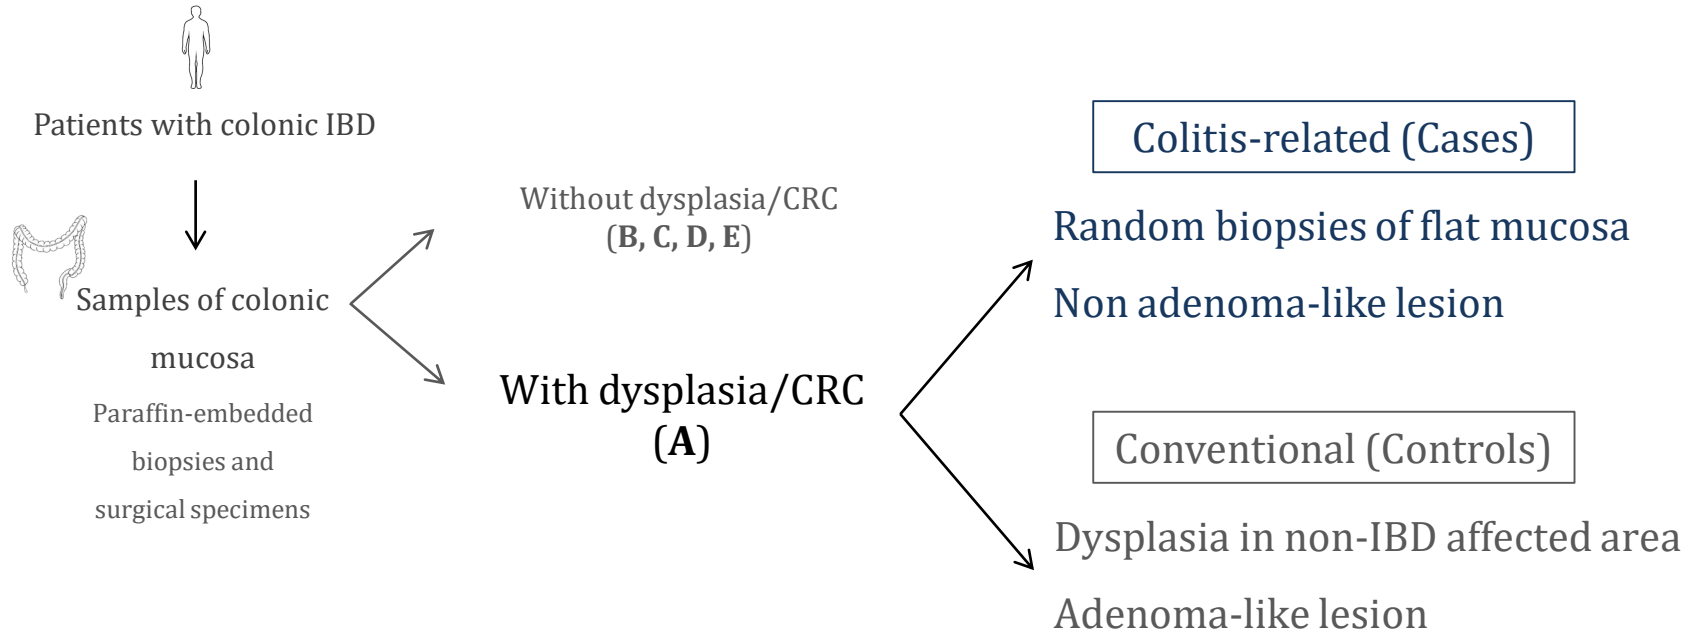 Patients with colonic IBD
Samples of colonic
mucosa
Paraffin-embedded
biopsies and
surgical specimens
Without dysplasia/CRC
(B, C, D, E)
With dysplasia/CRC
(A)
Colitis-related (Cases)
Random biopsies of flat mucosa
Non adenoma-like lesion
Conventional (Controls)
Dysplasia in non-IBD affected area
Adenoma-like lesion